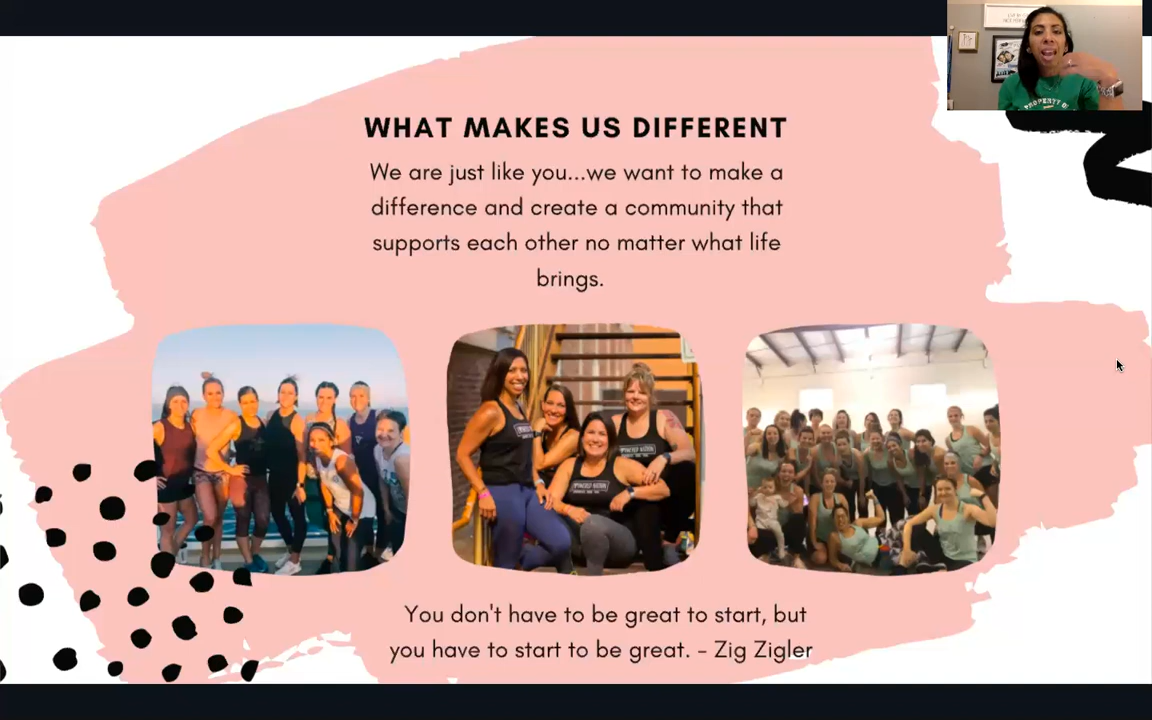 WHAT MAKES US DIFFERENT
We are just like you...we want to make a
difference and create a community that
supports each other no matter what life
brings.
You don't have to be great to start, but
you have to start to be great. - Zig Zigler
PROPERTY OF